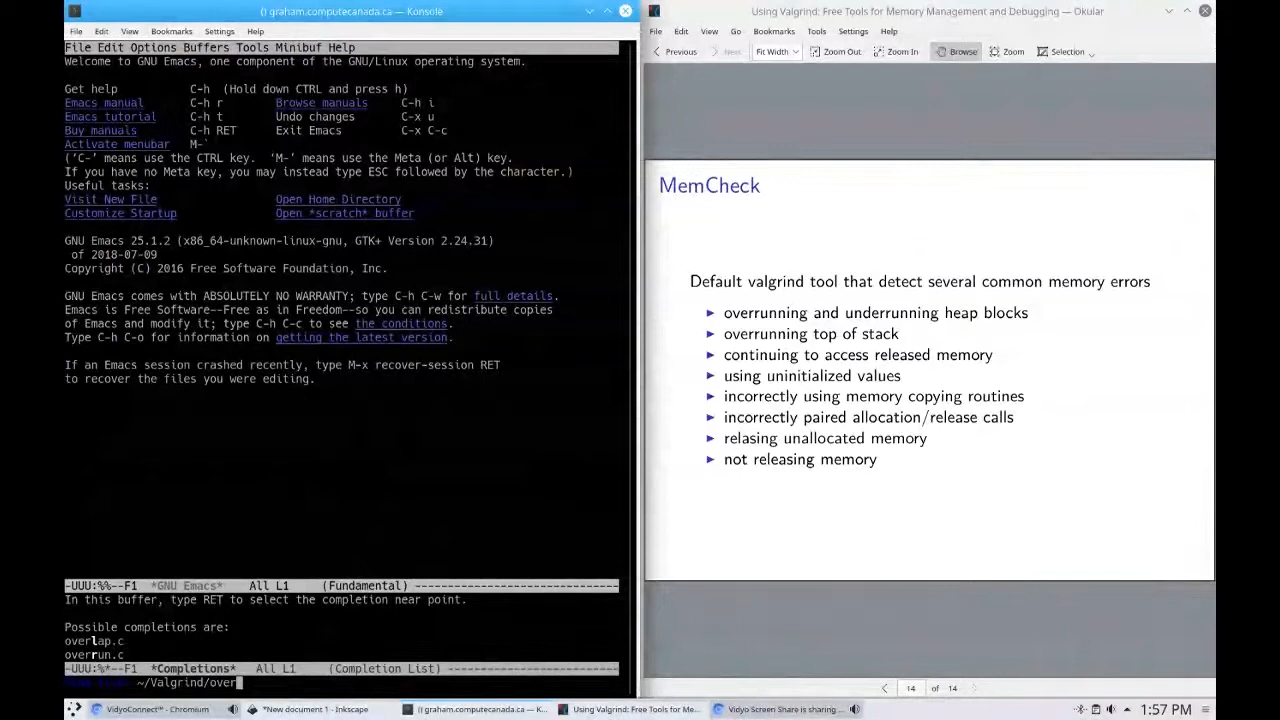 () graham.computecanada.ca — Konsole
File Edit View Bookmarks Settings Help
File Edit Options Buffers Tools Minibuf Help
Welcome to GNU Emacs, one component of the GNU/Linux operating system.
Get help C-h (Hold down CTRL and press h)
Emacs manual C-h r Browse manuals C-h i
Emacs tutorial C-h t Undo changes C-x u
Buy manuals C-h RET Exit Emacs C-x C-c
Activate menubar M-`
(‘C-’ means use the CTRL key. ‘M-’ means use the Meta (or Alt) key.
If you have no Meta key, you may instead type ESC followed by the character.)
Useful tasks:
Visit New File Open Home Directory
Customize Startup Open *scratch* buffer
GNU Emacs 25.1.2 (x86_64-unknown-linux-gnu, GTK+ Version 2.24.31)
of 2018-07-09
Copyright (C) 2016 Free Software Foundation, Inc.
GNU Emacs comes with ABSOLUTELY NO WARRANTY; type C-h C-w for full details.
Emacs is Free Software--Free as in Freedom--so you can redistribute copies
of Emacs and modify it; type C-h C-c to see the conditions.
Type C-h C-o for information on getting the latest version.
If an Emacs session crashed recently, type M-x recover-session RET
to recover the files you were editing.
-UUU:%%--F1 *GNU Emacs* All L1 (Fundamental) -----------------------------
In this buffer, type RET to select the completion near point.
Possible completions are:
overlap.c
overrun.c
-UUU:%*--F1 *Completions* All L1 (Completion List) -------------------------
~/Valgrind/over
Using Valgrind: Free Tools for Memory Management and Debugging — Okular
File Edit View Go Bookmarks Tools Settings Help
Previous Next Fit Width Zoom Out Zoom In Browse Zoom Selection
MemCheck
Default valgrind tool that detect several common memory errors
overrunning and underrunning heap blocks
overrunning top of stack
continuing to access released memory
using uninitialized values
incorrectly using memory copying routines
incorrectly paired allocation/release calls
relasing unallocated memory
not releasing memory
14 of 14
VidyoConnect™ - Chromium *New document 1 - Inkscape () graham.computecanada.ca — K... Using Valgrind: Free Tools for Me... Vidyo Screen Share is sharing ... 1:57 PM